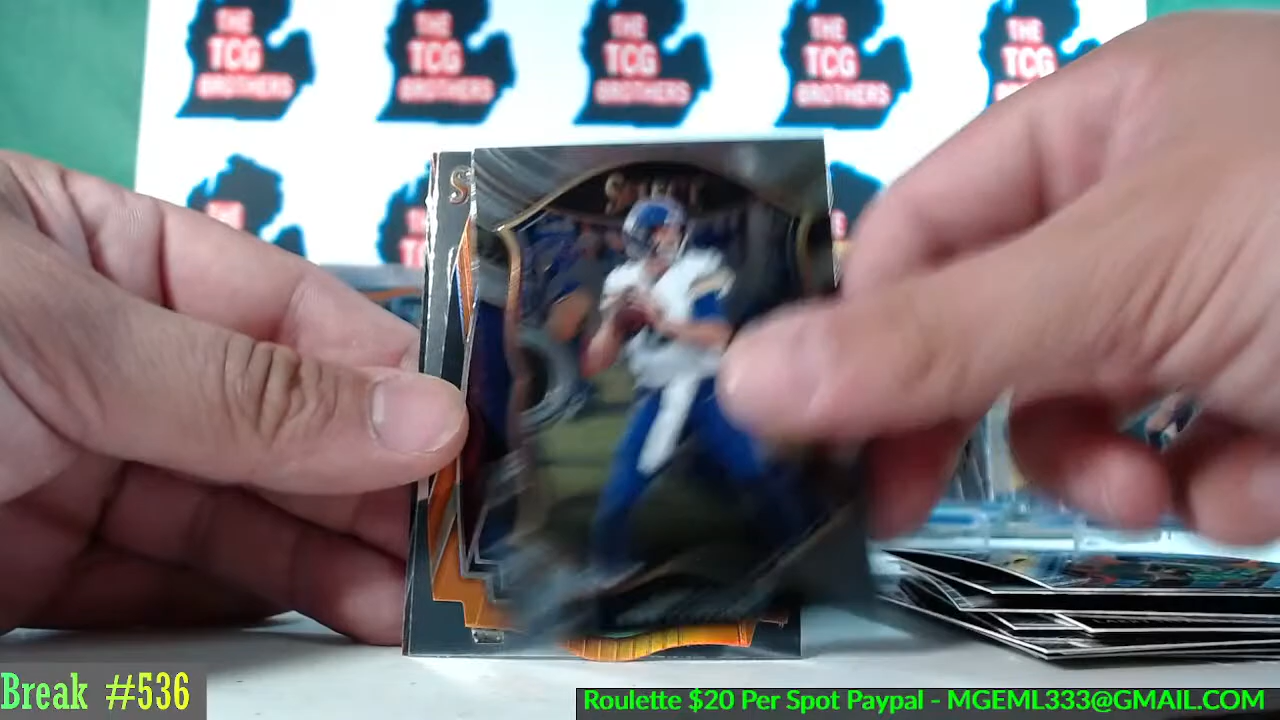 THE
TCG
BROTHERS
THE
TCG
BROTHERS
THE
TCG
BROTHERS
THE
TCG
BROTHERS
THE
TCG
BROTHERS
SELECT
Break #536
Roulette $20 Per Spot Paypal - MGEML333@GMAIL.COM